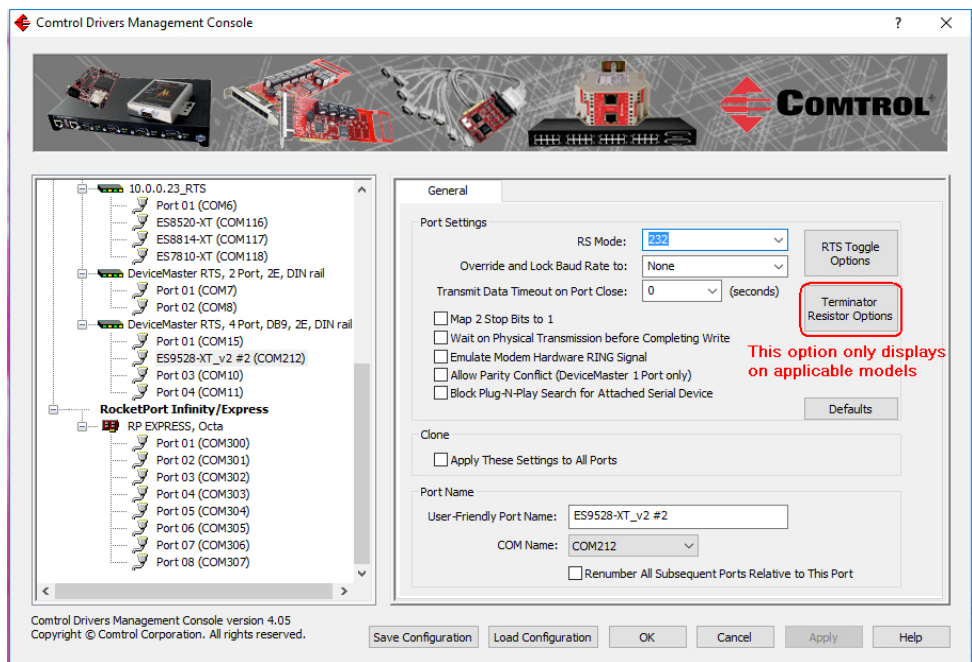 Comtrol Drivers Management Console
?
COMTROL
10.0.0.23_RTS
Port 01 (COM6)
ES8520-XT (COM116)
ES8814-XT (COM117)
ES7810-XT (COM118)
DeviceMaster RTS, 2 Port, 2E, DIN rail
Port 01 (COM7)
Port 02 (COM8)
DeviceMaster RTS, 4 Port, DB9, 2E, DIN rail
Port 01 (COM15)
ES9528-XT_v2 #2 (COM212)
Port 03 (COM10)
Port 04 (COM11)
RocketPort Infinity/Express
RP EXPRESS, Octa
Port 01 (COM300)
Port 02 (COM301)
Port 03 (COM302)
Port 04 (COM303)
Port 05 (COM304)
Port 06 (COM305)
Port 07 (COM306)
Port 08 (COM307)
General
Port Settings
RS Mode: 232
Override and Lock Baud Rate to: None
Transmit Data Timeout on Port Close: 0 (seconds)
Map 2 Stop Bits to 1
Wait on Physical Transmission before Completing Write
Emulate Modem Hardware RING Signal
Allow Parity Conflict (DeviceMaster 1 Port only)
Block Plug-N-Play Search for Attached Serial Device
RTS Toggle
Options
Terminator
Resistor Options
This option only displays
on applicable models
Defaults
Clone
Apply These Settings to All Ports
Port Name
User-Friendly Port Name: ES9528-XT_v2 #2
COM Name: COM212
Renumber All Subsequent Ports Relative to This Port
Comtrol Drivers Management Console version 4.05
Copyright © Comtrol Corporation. All rights reserved.
Save Configuration Load Configuration OK Cancel Apply Help